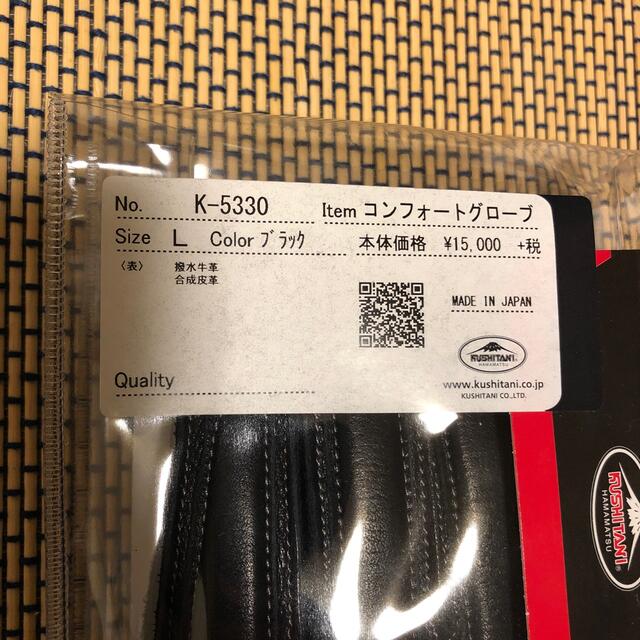 No. K-5330 Item コンフォートグローブ
Size L Color ブラック 本体価格 ¥15,000 +税
〈表〉 撥水牛革
合成皮革
MADE IN JAPAN
KUSHITANI
HAMAMATSU
Quality
www.kushitani.co.jp
KUSHITANI CO.,LTD.
KUSHITANI
HAMAMATSU
®